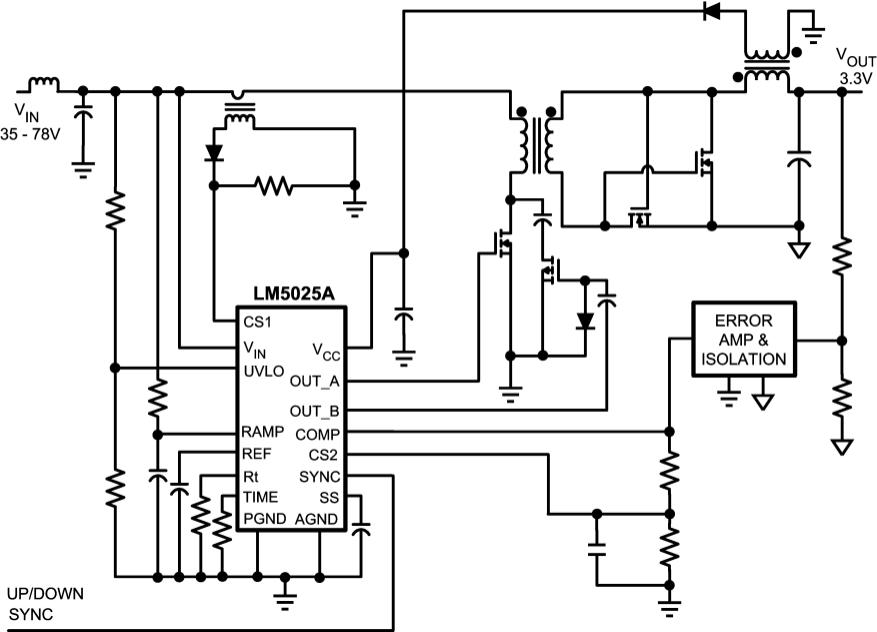 VOUT
3.3V
VIN
35 - 78V
LM5025A
CS1
VIN
UVLO
RAMP
REF
Rt
TIME
PGND
AGND
VCC
OUT_A
OUT_B
COMP
CS2
SYNC
SS
ERROR
AMP &
ISOLATION
UP/DOWN
SYNC